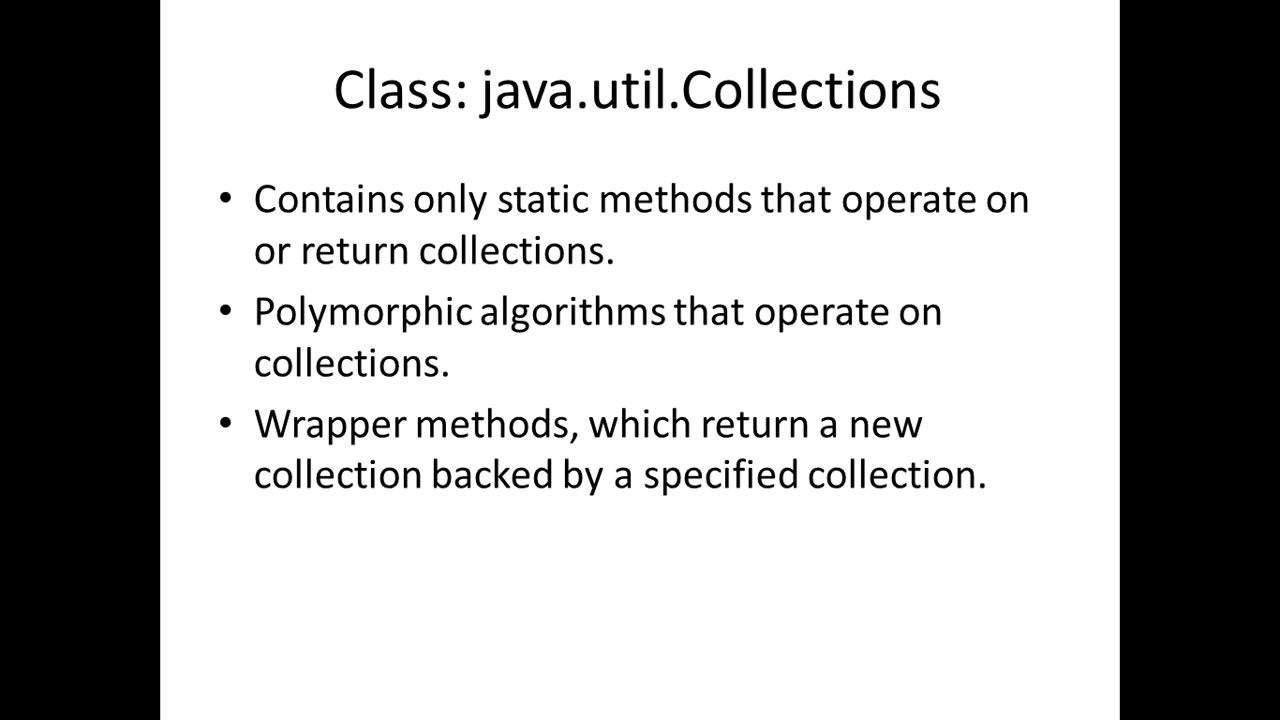 Class: java.util.Collections
• Contains only static methods that operate on
or return collections.
• Polymorphic algorithms that operate on
collections.
• Wrapper methods, which return a new
collection backed by a specified collection.